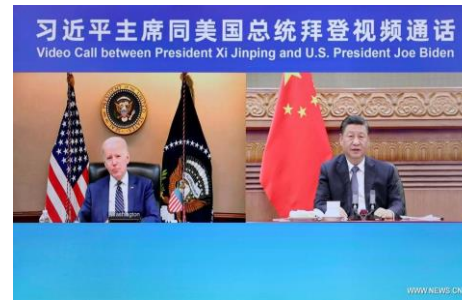 习近平主席同美国总统拜登视频通话
Video Call between President Xi Jinping and U.S. President Joe Biden
Washington
WWW.NEWS.CN